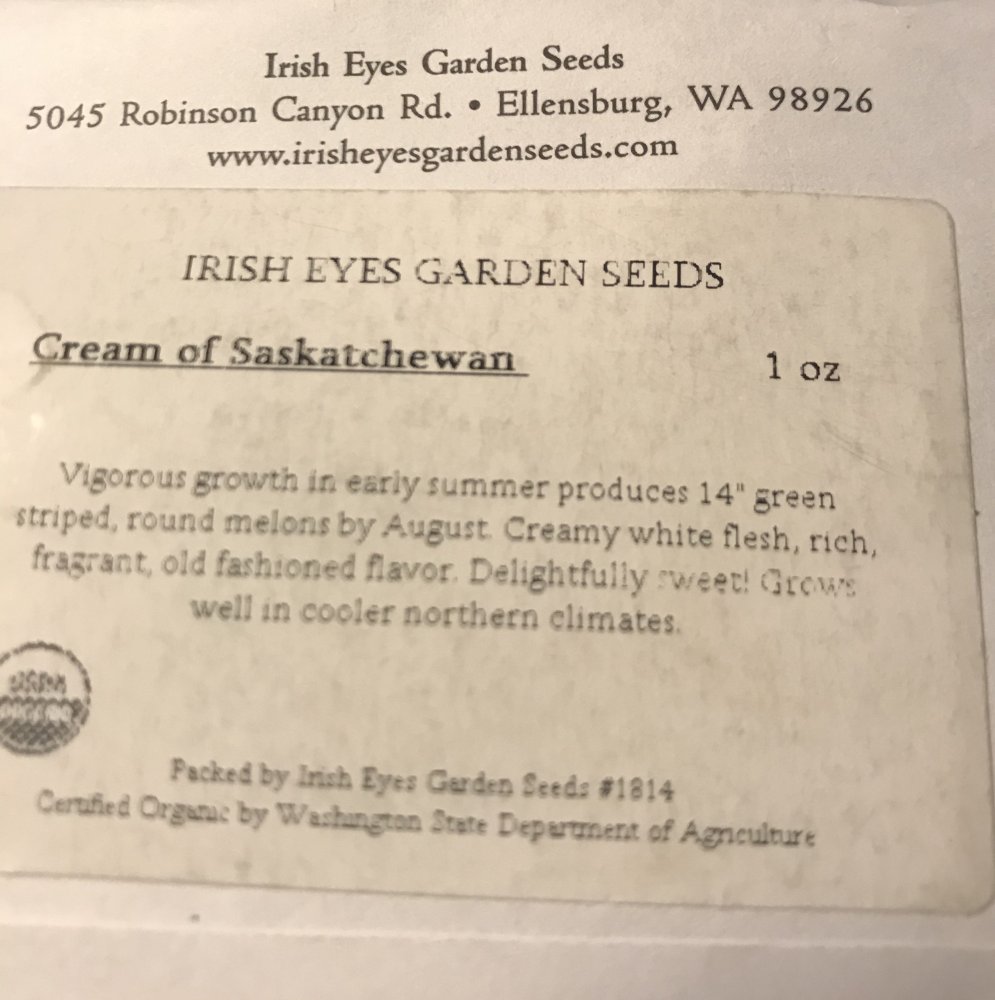 Irish Eyes Garden Seeds
5045 Robinson Canyon Rd. • Ellensburg, WA 98926
www.irisheyesgardenseeds.com
IRISH EYES GARDEN SEEDS
Cream of Saskatchewan 1 oz
Vigorous growth in early summer produces 14" green
striped, round melons by August. Creamy white flesh, rich,
fragrant, old fashioned flavor. Delightfully sweet! Grows
well in cooler northern climates.
USDA
ORGANIC
Packed by Irish Eyes Garden Seeds #1814
Certified Organic by Washington State Department of Agriculture